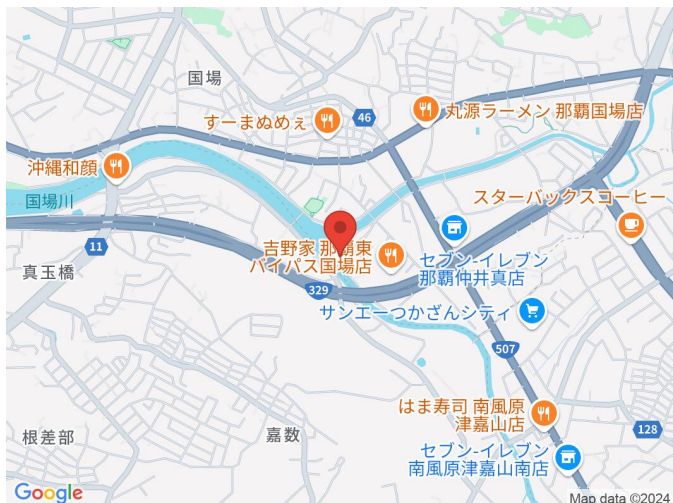 国場
46
丸源ラーメン 那覇国場店
すーまぬめぇ
沖縄和顔
国場川
スターバックスコーヒー
吉野家 那覇東
バイパス国場店
セブン-イレブン
那覇仲井真店
11
真玉橋
329
サンエーつかざんシティ
507
はま寿司 南風原
津嘉山店
128
根差部
嘉数
セブン-イレブン
南風原津嘉山南店
Google
Map data ©2024